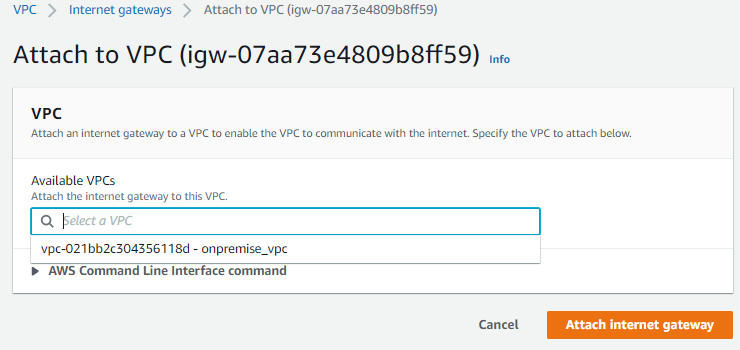 VPC > Internet gateways > Attach to VPC (igw-07aa73e4809b8ff59)
Attach to VPC (igw-07aa73e4809b8ff59) Info
VPC
Attach an internet gateway to a VPC to enable the VPC to communicate with the internet. Specify the VPC to attach below.
Available VPCs
Attach the internet gateway to this VPC.
Select a VPC
vpc-021bb2c304356118d - onpremise_vpc
AWS Command Line Interface command
Cancel Attach internet gateway